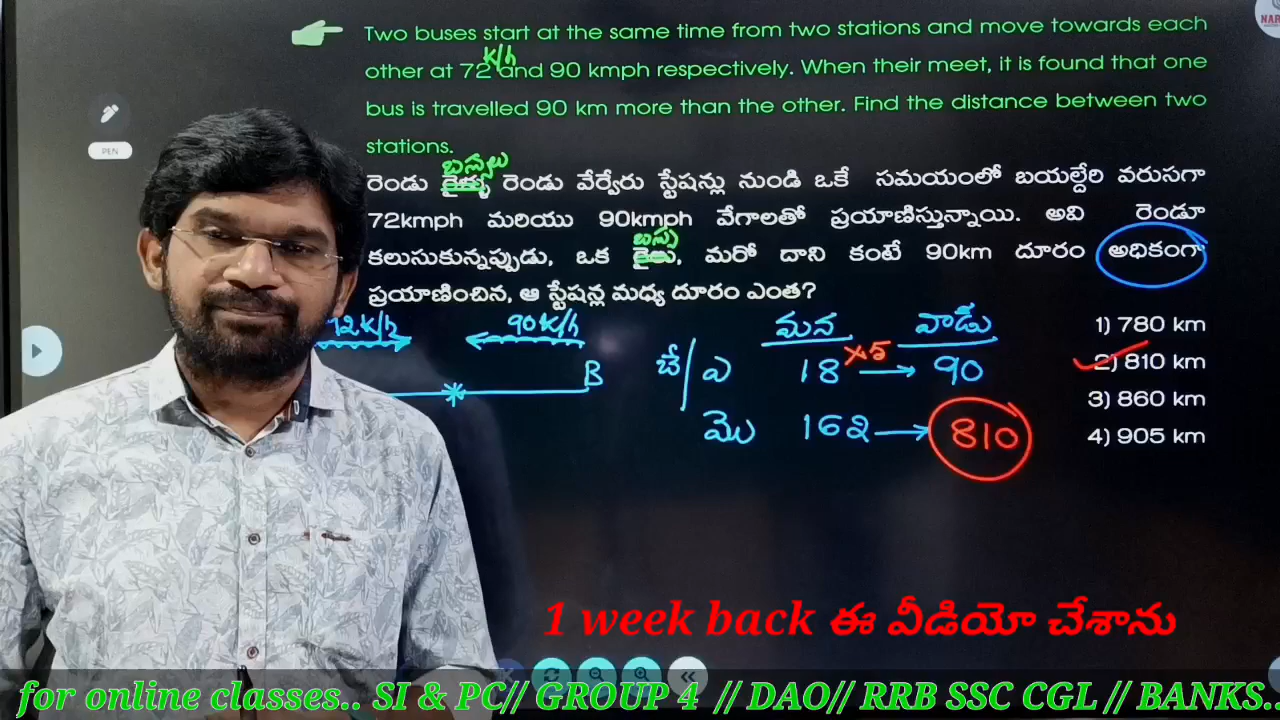 Two buses start at the same time from two stations and move towards each
k/h
other at 72 and 90 kmph respectively. When their meet, it is found that one
bus is travelled 90 km more than the other. Find the distance between two
stations.
PEN
బస్సులు
రెండు రైళ్ళు రెండు వేర్వేరు స్టేషన్లు నుండి ఒకే సమయంలో బయల్దేరి వరుసగా
72kmph మరియు 90kmph వేగాలతో ప్రయాణిస్తున్నాయి. అవి రెండూ
బస్సు
కలుసుకున్నప్పుడు, ఒక రైలు, మరో దాని కంటే 90km దూరం అధికంగా
ప్రయాణించిన, ఆ స్టేషన్ల మధ్య దూరం ఎంత?
72k/h 90k/h మన వాడు 1) 780 km
B చే/ఎ 18 ×5 → 90 2) 810 km
మొ 162 → 810 3) 860 km
4) 905 km
1 week back ఈ వీడియో చేశాను
for online classes.. SI & PC// GROUP 4 // DAO// RRB SSC CGL // BANKS..